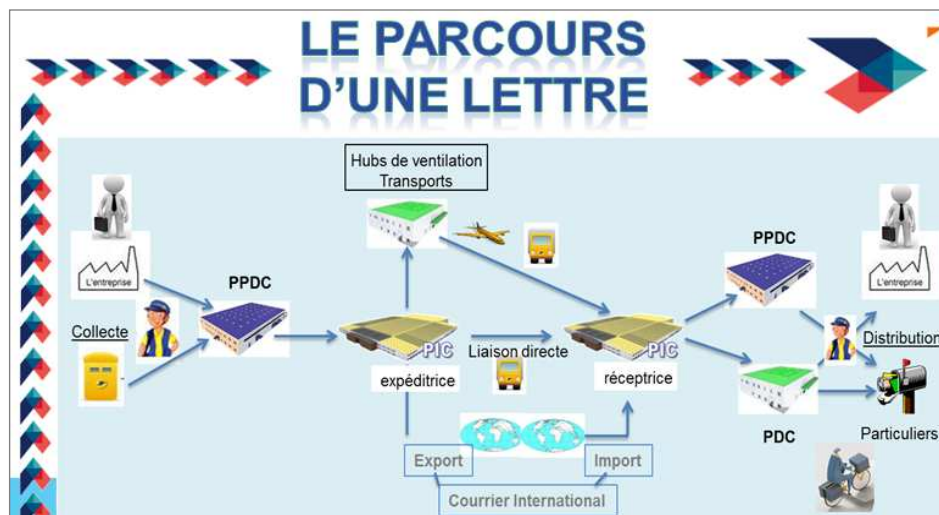 LE PARCOURS
D'UNE LETTRE
Hubs de ventilation
Transports
L'entreprise
PPDC
Collecte
PIC
expéditrice
Liaison directe
PIC
réceptrice
PPDC
L'entreprise
Distribution
PDC
Particuliers
Export
Import
Courrier International